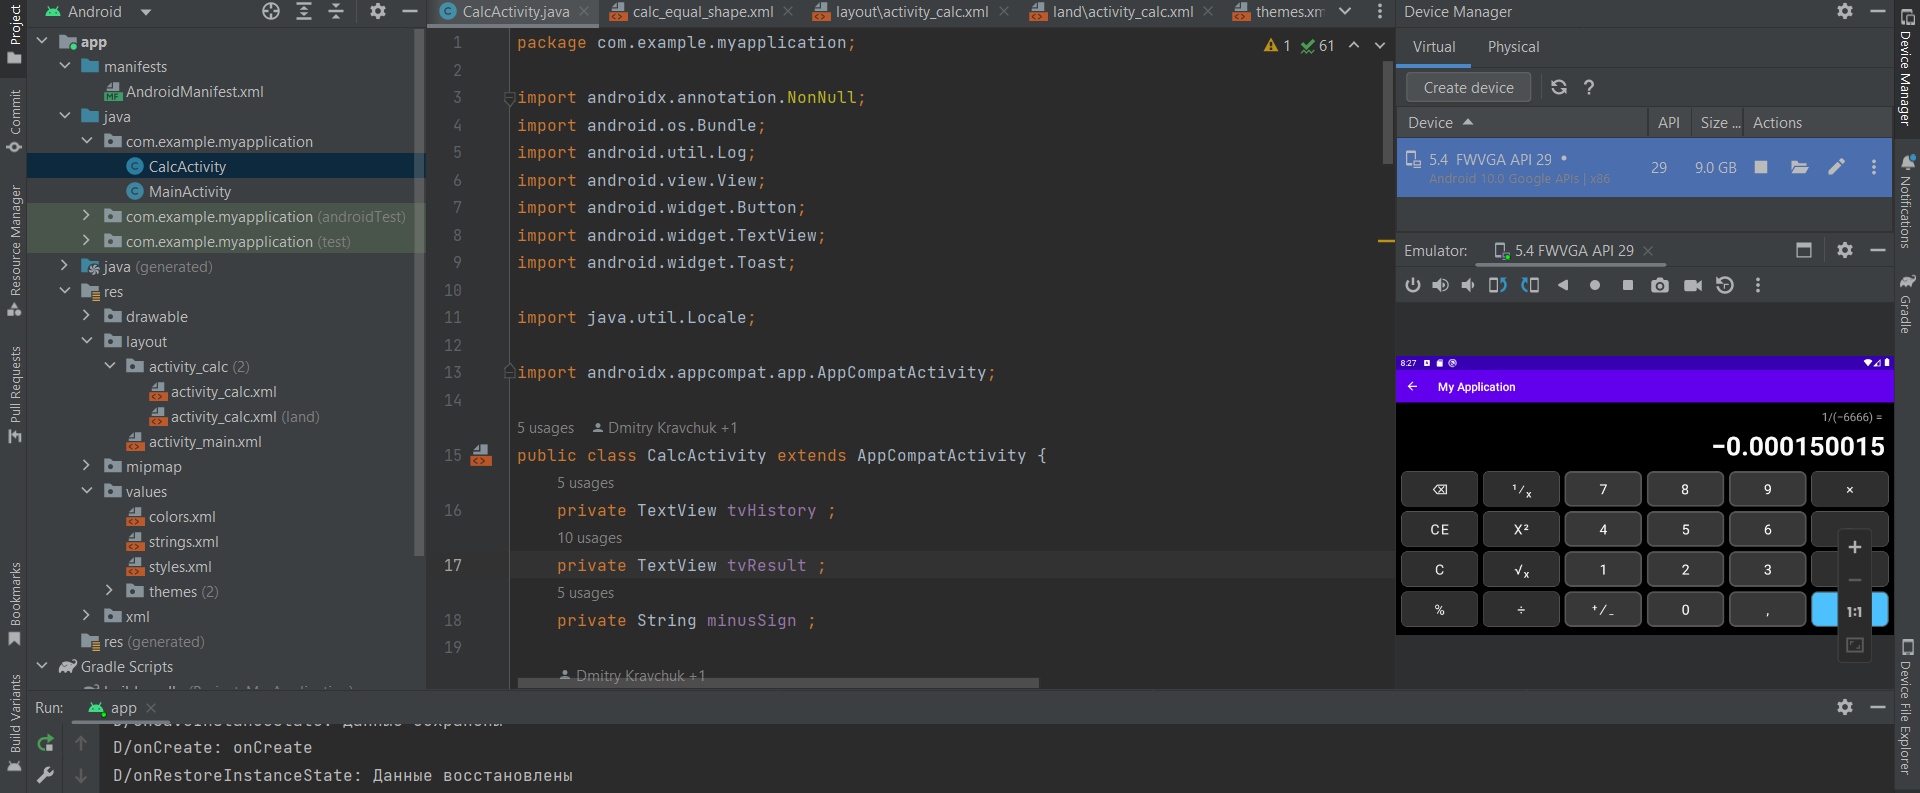 Project
Commit
Resource Manager
Pull Requests
Bookmarks
Build Variants
Android
app
manifests
AndroidManifest.xml
java
com.example.myapplication
CalcActivity
MainActivity
com.example.myapplication (androidTest)
com.example.myapplication (test)
java (generated)
res
drawable
layout
activity_calc (2)
activity_calc.xml
activity_calc.xml (land)
activity_main.xml
mipmap
values
colors.xml
strings.xml
styles.xml
themes (2)
xml
res (generated)
Gradle Scripts
CalcActivity.java
calc_equal_shape.xml
layout\activity_calc.xml
land\activity_calc.xml
themes.xm
1 package com.example.myapplication;
1 61
2
3 import androidx.annotation.NonNull;
4 import android.os.Bundle;
5 import android.util.Log;
6 import android.view.View;
7 import android.widget.Button;
8 import android.widget.TextView;
9 import android.widget.Toast;
10
11 import java.util.Locale;
12
13 import androidx.appcompat.app.AppCompatActivity;
14
5 usages Dmitry Kravchuk +1
15 public class CalcActivity extends AppCompatActivity {
5 usages
16 private TextView tvHistory ;
10 usages
17 private TextView tvResult ;
5 usages
18 private String minusSign ;
19
Dmitry Kravchuk +1
Device Manager
Virtual Physical
Create device ?
Device API Size ... Actions
5.4 FWVGA API 29 29 9.0 GB
Android 10.0 Google APIs | x86
Emulator: 5.4 FWVGA API 29
8:27
My Application
1/(−6666) =
−0.000150015
⌫ ¹/ₓ 7 8 9 ×
CE X² 4 5 6
C √ₓ 1 2 3
% ÷ ⁺/₋ 0 ,
+
−
1:1
Device Manager
Notifications
Gradle
Device File Explorer
Run: app
D/onCreate: onCreate
D/onRestoreInstanceState: Данные восстановлены